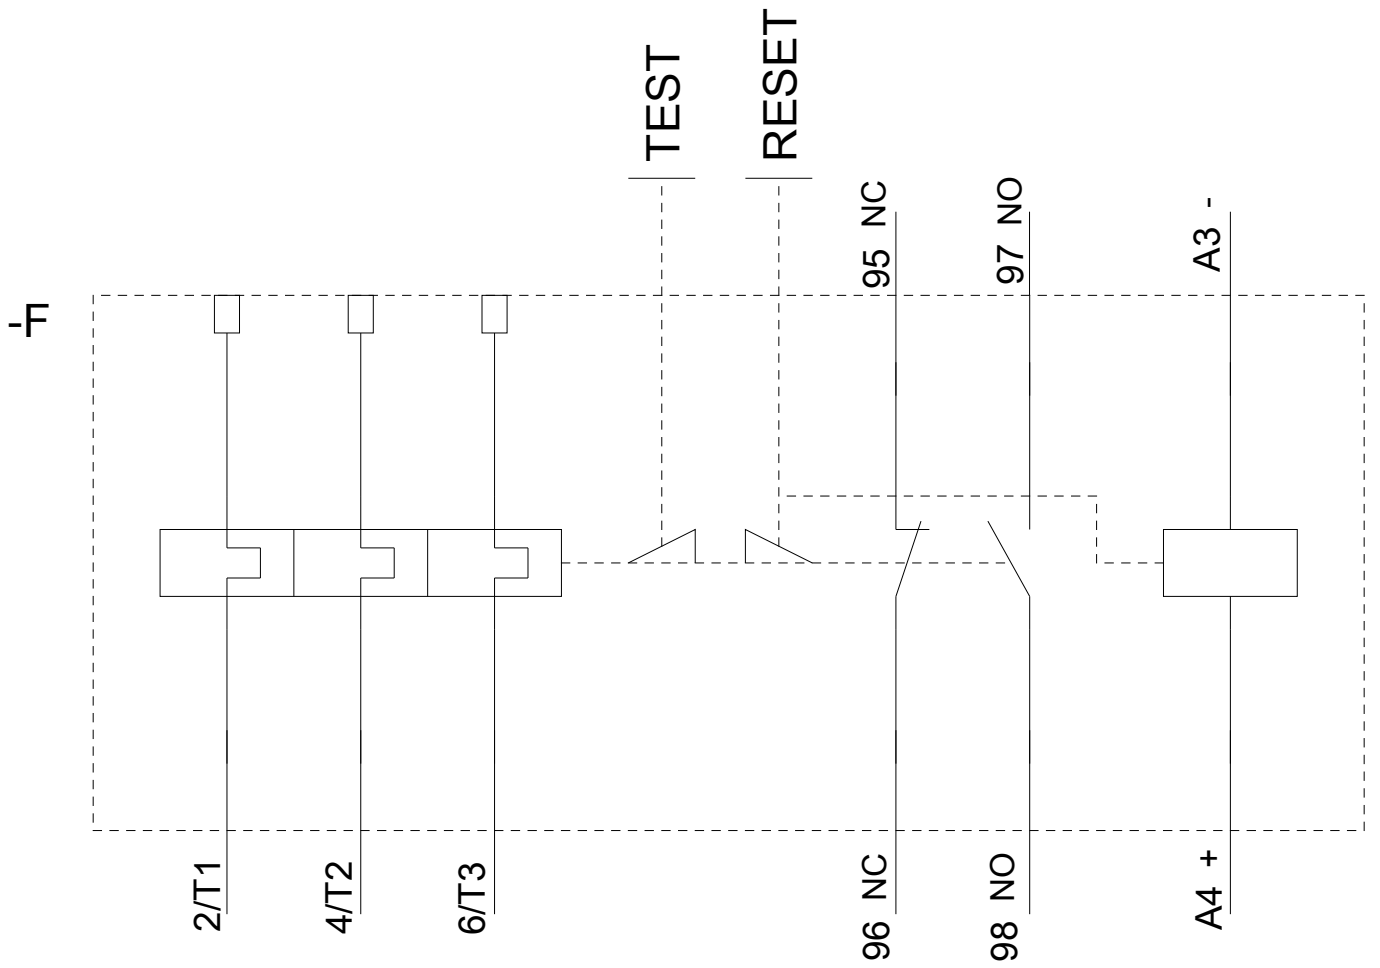 TEST
RESET
95 NC
97 NO
A3 -
-F
2/T1
4/T2
6/T3
96 NC
98 NO
A4 +